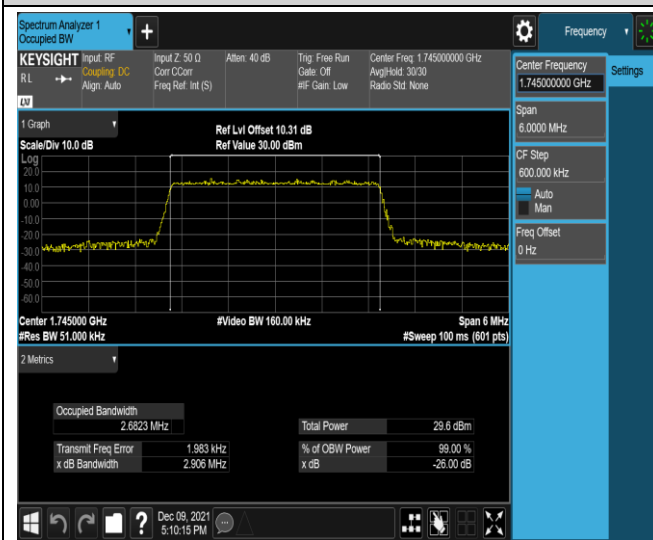 Spectrum Analyzer 1
Occupied BW
+
Frequency
KEYSIGHT
RL
LXI
Input: RF
Coupling: DC
Align: Auto
Input Z: 50 Ω
Corr CCorr
Freq Ref: Int (S)
Atten: 40 dB
Trig: Free Run
Gate: Off
#IF Gain: Low
Center Freq: 1.745000000 GHz
Avg|Hold: 30/30
Radio Std: None
Center Frequency
1.745000000 GHz
Settings
Span
6.0000 MHz
CF Step
600.000 kHz
Auto
Man
Freq Offset
0 Hz
1 Graph
Scale/Div 10.0 dB
Ref Lvl Offset 10.31 dB
Ref Value 30.00 dBm
Log
20.0
10.0
0.00
-10.0
-20.0
-30.0
-40.0
-50.0
-60.0
Center 1.745000 GHz
#Video BW 160.00 kHz
Span 6 MHz
#Res BW 51.000 kHz
#Sweep 100 ms (601 pts)
2 Metrics
Occupied Bandwidth
2.6823 MHz
Total Power 29.6 dBm
Transmit Freq Error 1.983 kHz
% of OBW Power 99.00 %
x dB Bandwidth 2.906 MHz
x dB -26.00 dB
?
Dec 09, 2021
5:10:15 PM